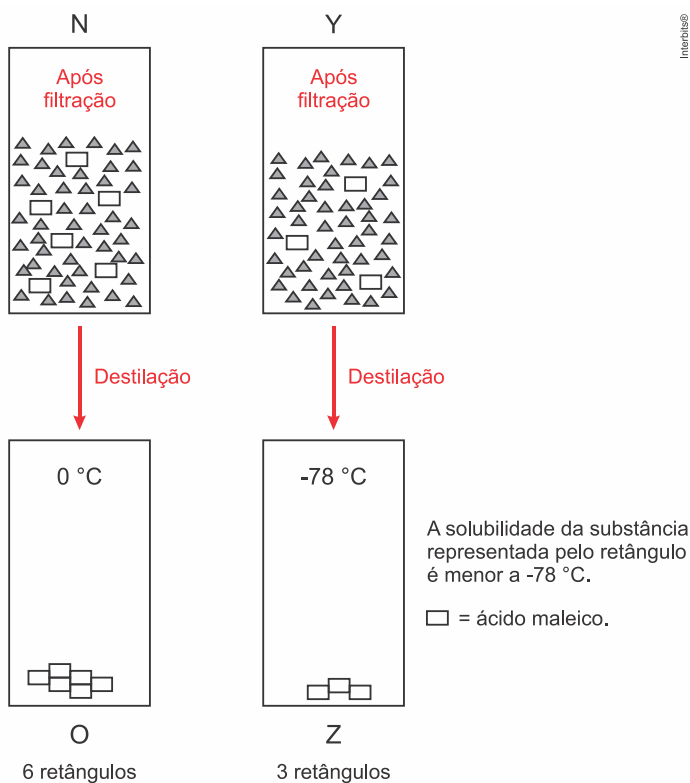 N
Y
Interbits®
Após
filtração
Após
filtração
Destilação
Destilação
0 °C
-78 °C
A solubilidade da substância
representada pelo retângulo
é menor a -78 °C.
= ácido maleico.
O
Z
6 retângulos
3 retângulos